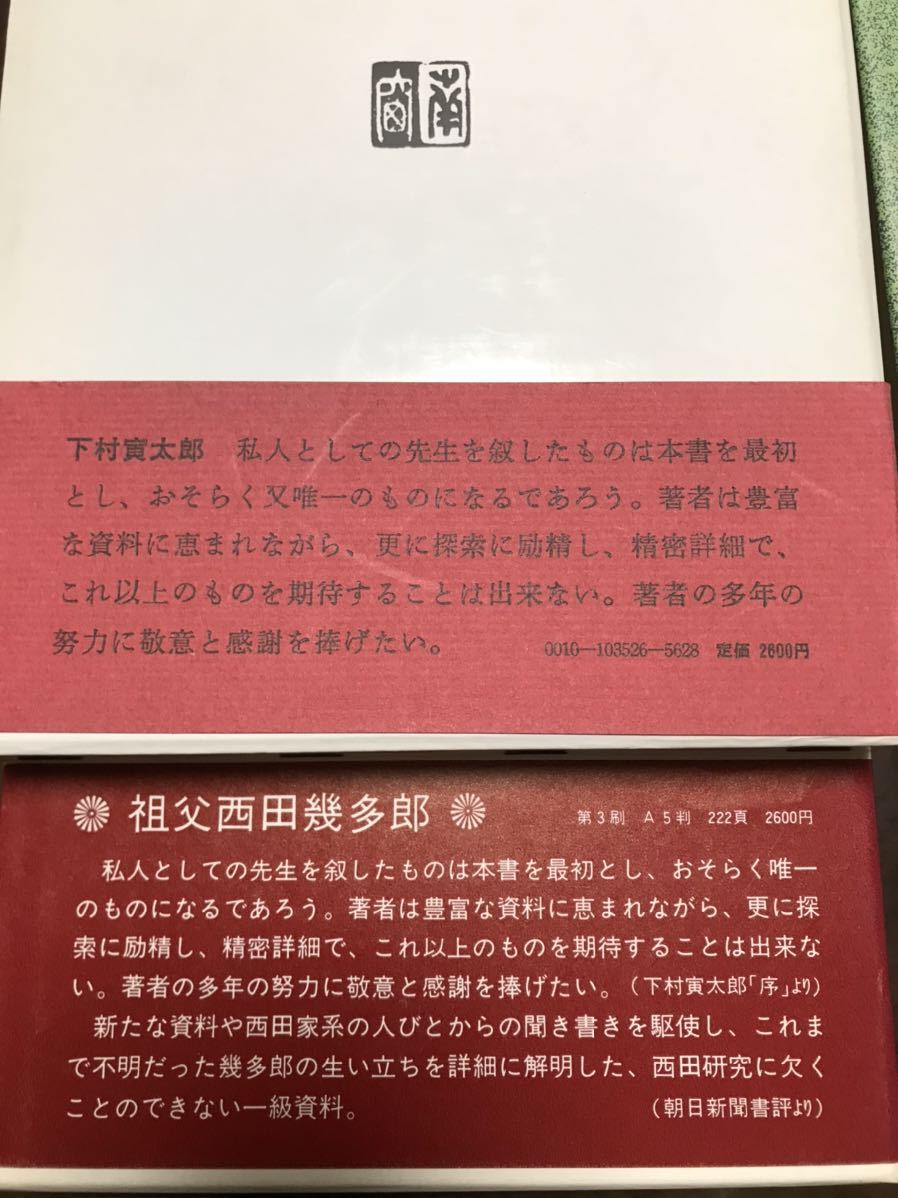 南窗
下村寅太郎　私人としての先生を叙したものは本書を最初
とし、おそらく又唯一のものになるであろう。著者は豊富
な資料に恵まれながら、更に探索に励精し、精密詳細で、
これ以上のものを期待することは出来ない。著者の多年の
努力に敬意と感謝を捧げたい。　0010―103526―5628　定価 2600円
祖父西田幾多郎　第3刷　A5判　222頁　2600円
私人としての先生を叙したものは本書を最初とし、おそらく唯一
のものになるであろう。著者は豊富な資料に恵まれながら、更に探
索に励精し、精密詳細で、これ以上のものを期待することは出来な
い。著者の多年の努力に敬意と感謝を捧げたい。（下村寅太郎「序」より）
新たな資料や西田家系の人びとからの聞き書きを駆使し、これま
で不明だった幾多郎の生い立ちを詳細に解明した、西田研究に欠く
ことのできない一級資料。　（朝日新聞書評より）